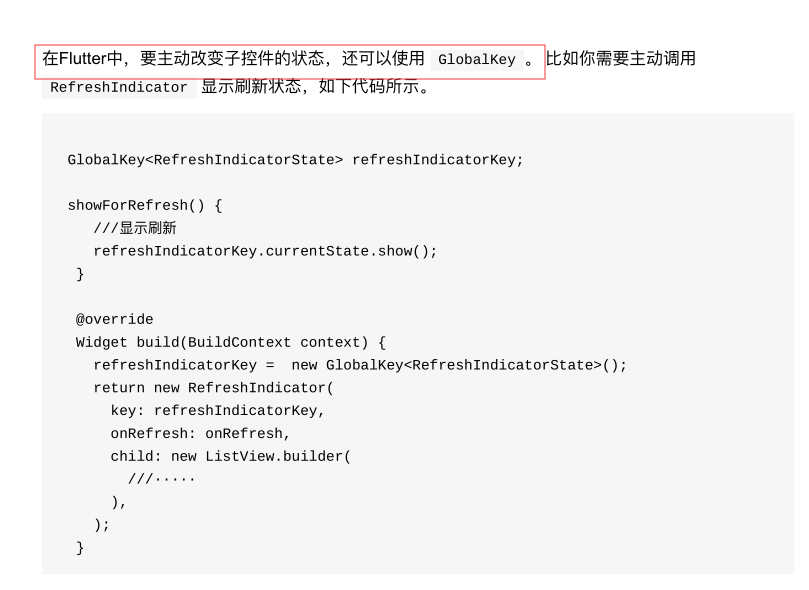 在Flutter中，要主动改变子控件的状态，还可以使用 GlobalKey 。 比如你需要主动调用
RefreshIndicator 显示刷新状态，如下代码所示。
GlobalKey<RefreshIndicatorState> refreshIndicatorKey;
showForRefresh() {
///显示刷新
refreshIndicatorKey.currentState.show();
}
@override
Widget build(BuildContext context) {
refreshIndicatorKey =  new GlobalKey<RefreshIndicatorState>();
return new RefreshIndicator(
key: refreshIndicatorKey,
onRefresh: onRefresh,
child: new ListView.builder(
///·····
),
);
}